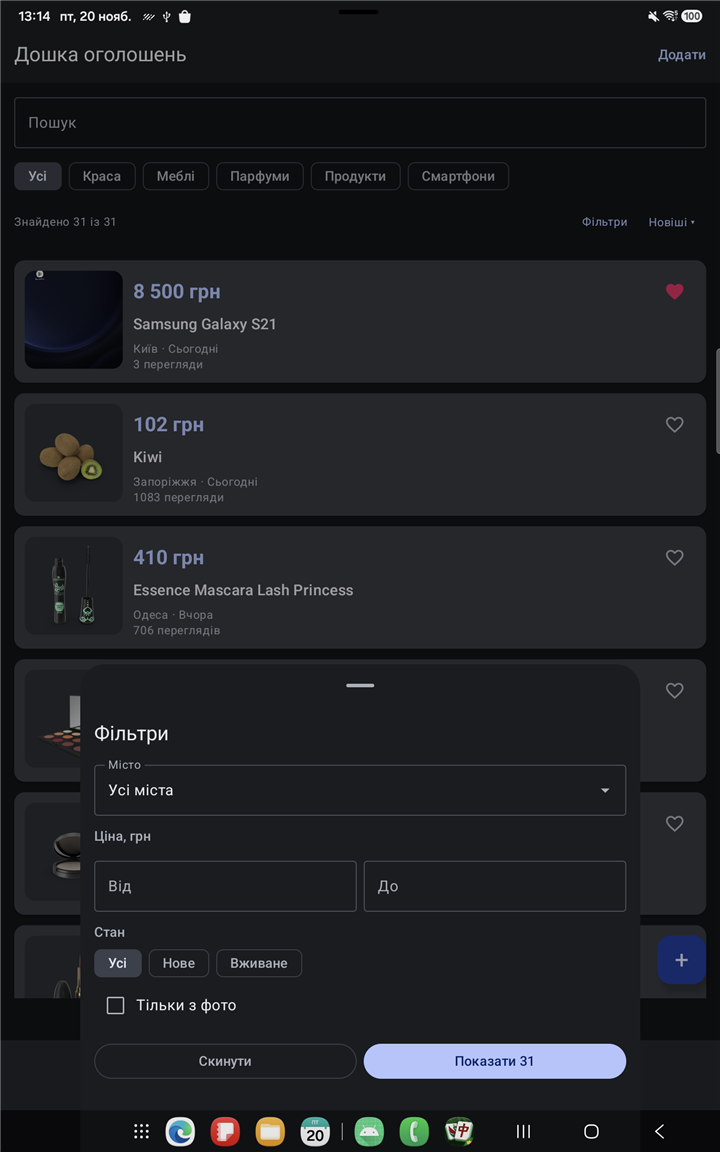 13:14 пт, 20 нояб. 100
Дошка оголошень
Додати
Пошук
Усі Краса Меблі Парфуми Продукти Смартфони
Знайдено 31 із 31 Фільтри Новіші
8 500 грн
Samsung Galaxy S21
Київ · Сьогодні
3 перегляди
102 грн
Kiwi
Запоріжжя · Сьогодні
1083 перегляди
410 грн
Essence Mascara Lash Princess
Одеса · Вчора
706 переглядів
Фільтри
Місто
Усі міста
Ціна, грн
Від До
Стан
Усі Нове Вживане
Тільки з фото
Скинути Показати 31
ПТ
20
中